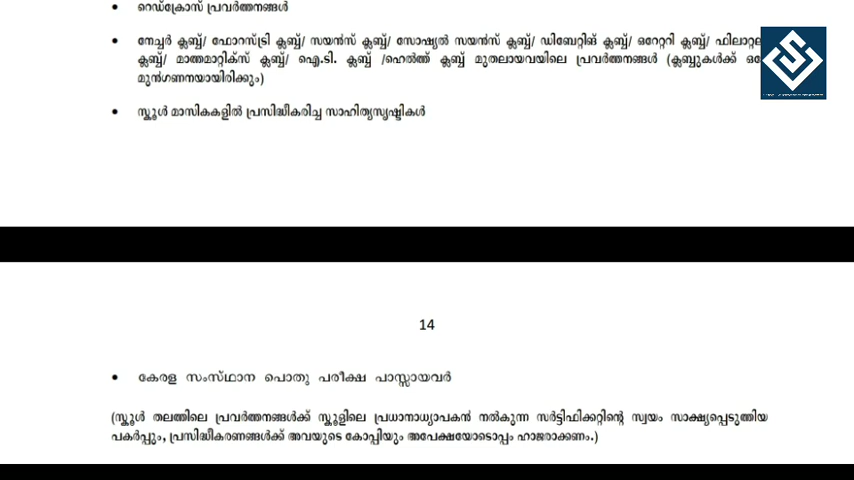 റെഡ്ക്രോസ് പ്രവർത്തനങ്ങൾ
നേച്ചർ ക്ലബ്ബ്/ ഫോറസ്ട്രി ക്ലബ്ബ്/ സയൻസ് ക്ലബ്ബ്/ സോഷ്യൽ സയൻസ് ക്ലബ്ബ്/ ഡിബേറ്റിങ് ക്ലബ്ബ്/ ഒറേറ്ററി ക്ലബ്ബ്/
ക്ലബ്ബ്/ മാത്തമാറ്റിക്സ് ക്ലബ്ബ്/ ഐ.ടി. ക്ലബ്ബ് /ഹെൽത്ത് ക്ലബ്ബ് മുതലായവയിലെ പ്രവർത്തനങ്ങൾ (ക്ലബ്ബുകൾക്ക്
മുൻഗണനയായിരിക്കും)
സ്കൂൾ മാസികകളിൽ പ്രസിദ്ധീകരിച്ച സാഹിത്യസൃഷ്ടികൾ
14
കേരള സംസ്ഥാന പൊതു പരീക്ഷ പാസ്സായവർ
(സ്കൂൾ തലത്തിലെ പ്രവർത്തനങ്ങൾക്ക് സ്കൂളിലെ പ്രധാനാധ്യാപകൻ നൽകുന്ന സർട്ടിഫിക്കറ്റിന്റെ സ്വയം സാക്ഷ്യപ്പെടുത്തിയ
പകർപ്പും, പ്രസിദ്ധീകരണങ്ങൾക്ക് അവയുടെ കോപ്പിയും അപേക്ഷയോടൊപ്പം ഹാജരാക്കണം.)